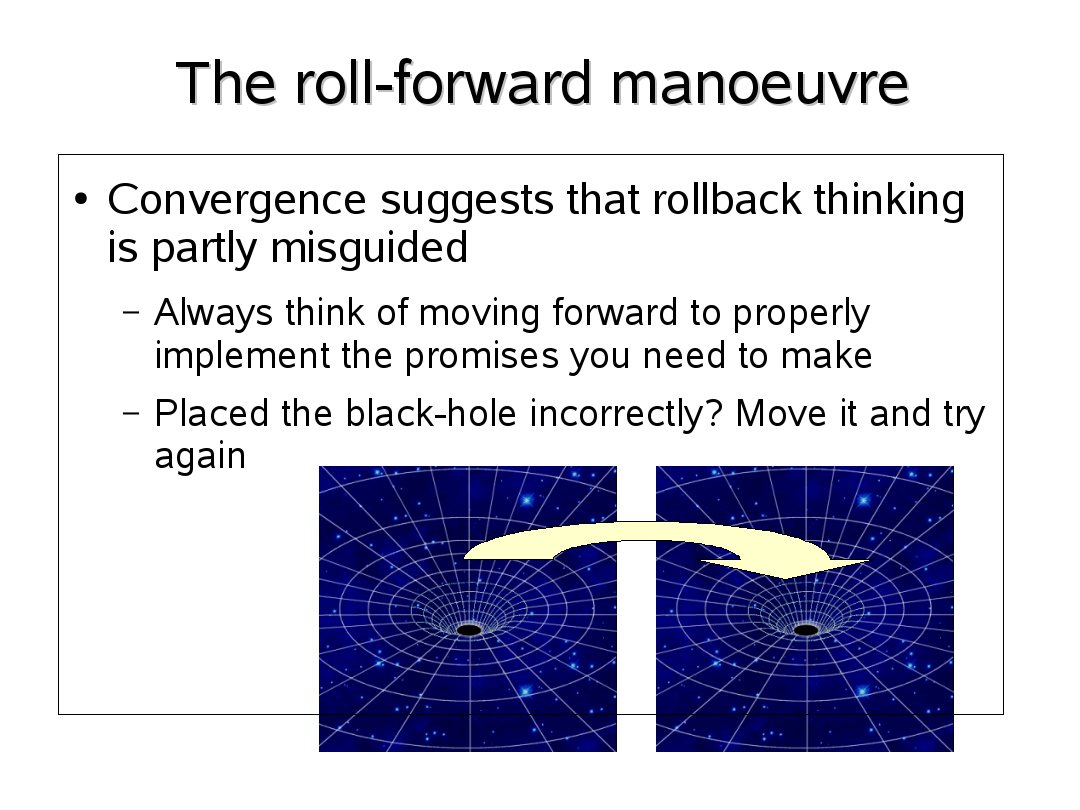 The roll-forward manoeuvre
• Convergence suggests that rollback thinking
is partly misguided
– Always think of moving forward to properly
implement the promises you need to make
– Placed the black-hole incorrectly? Move it and try
again